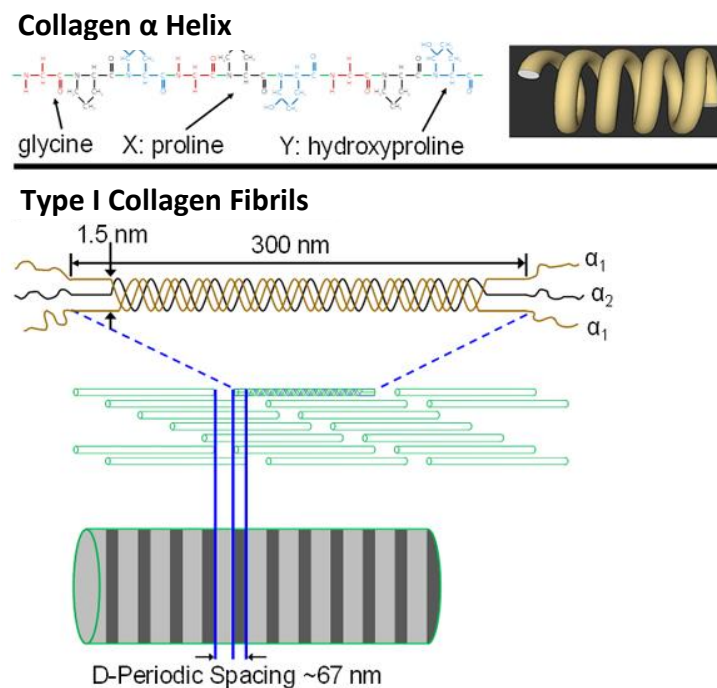 Collagen α Helix
glycine X: proline Y: hydroxyproline
Type I Collagen Fibrils
1.5 nm 300 nm
α1
α2
α1
D-Periodic Spacing ~67 nm